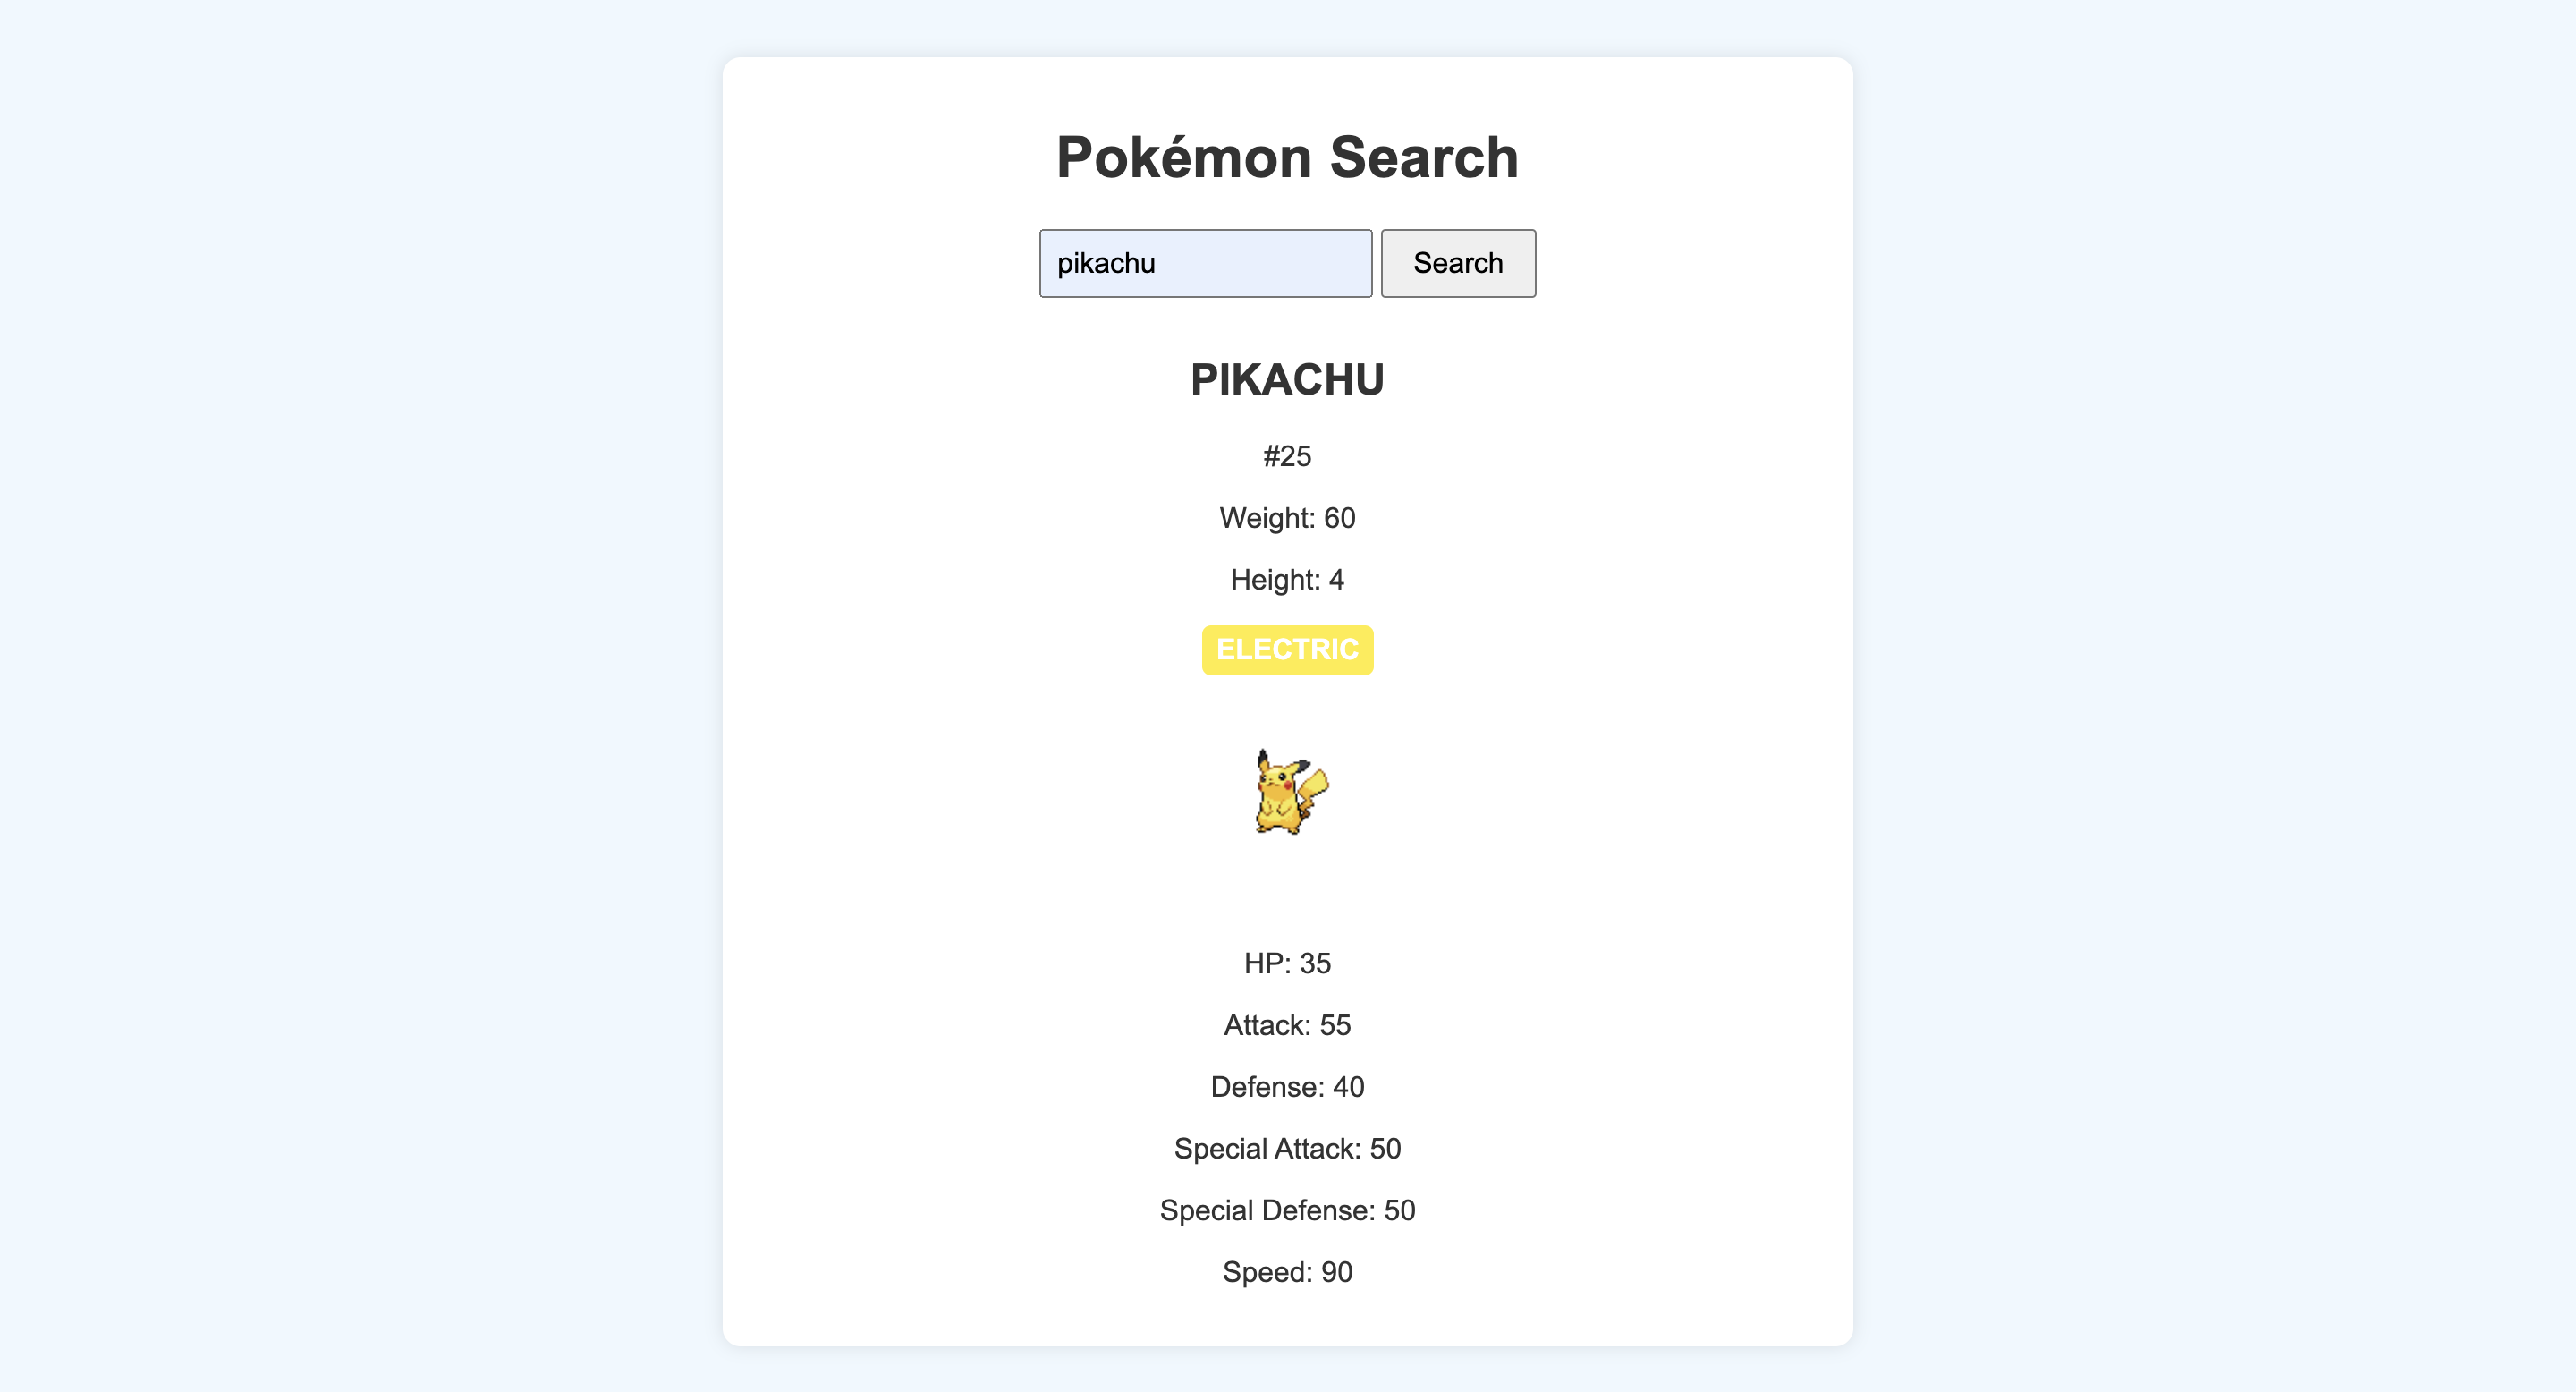 Pokémon Search
pikachu Search
PIKACHU
#25
Weight: 60
Height: 4
ELECTRIC
HP: 35
Attack: 55
Defense: 40
Special Attack: 50
Special Defense: 50
Speed: 90